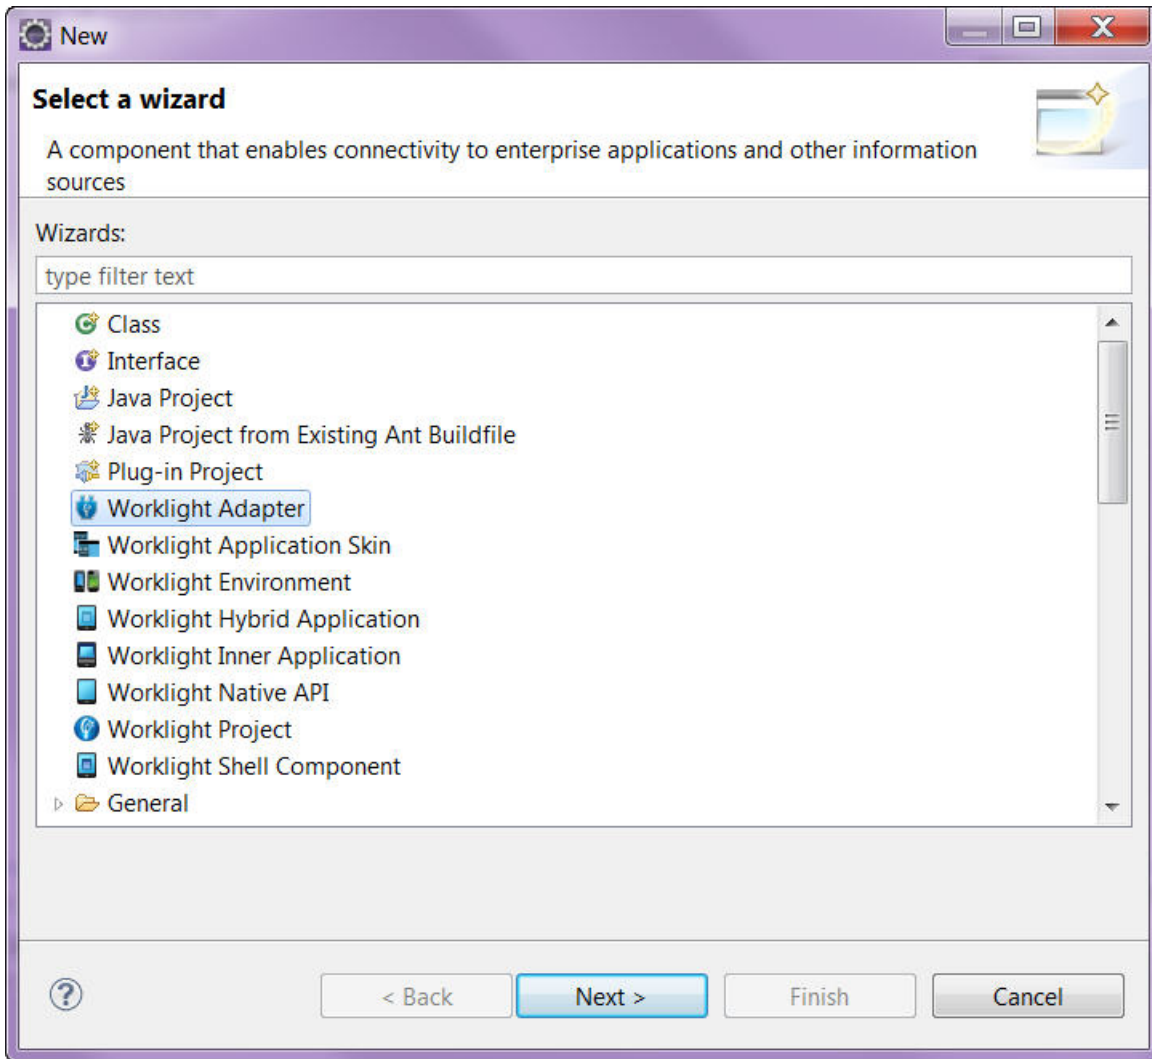 New
Select a wizard
A component that enables connectivity to enterprise applications and other information
sources
Wizards:
type filter text
Class
Interface
Java Project
Java Project from Existing Ant Buildfile
Plug-in Project
Worklight Adapter
Worklight Application Skin
Worklight Environment
Worklight Hybrid Application
Worklight Inner Application
Worklight Native API
Worklight Project
Worklight Shell Component
General
? < Back Next > Finish Cancel